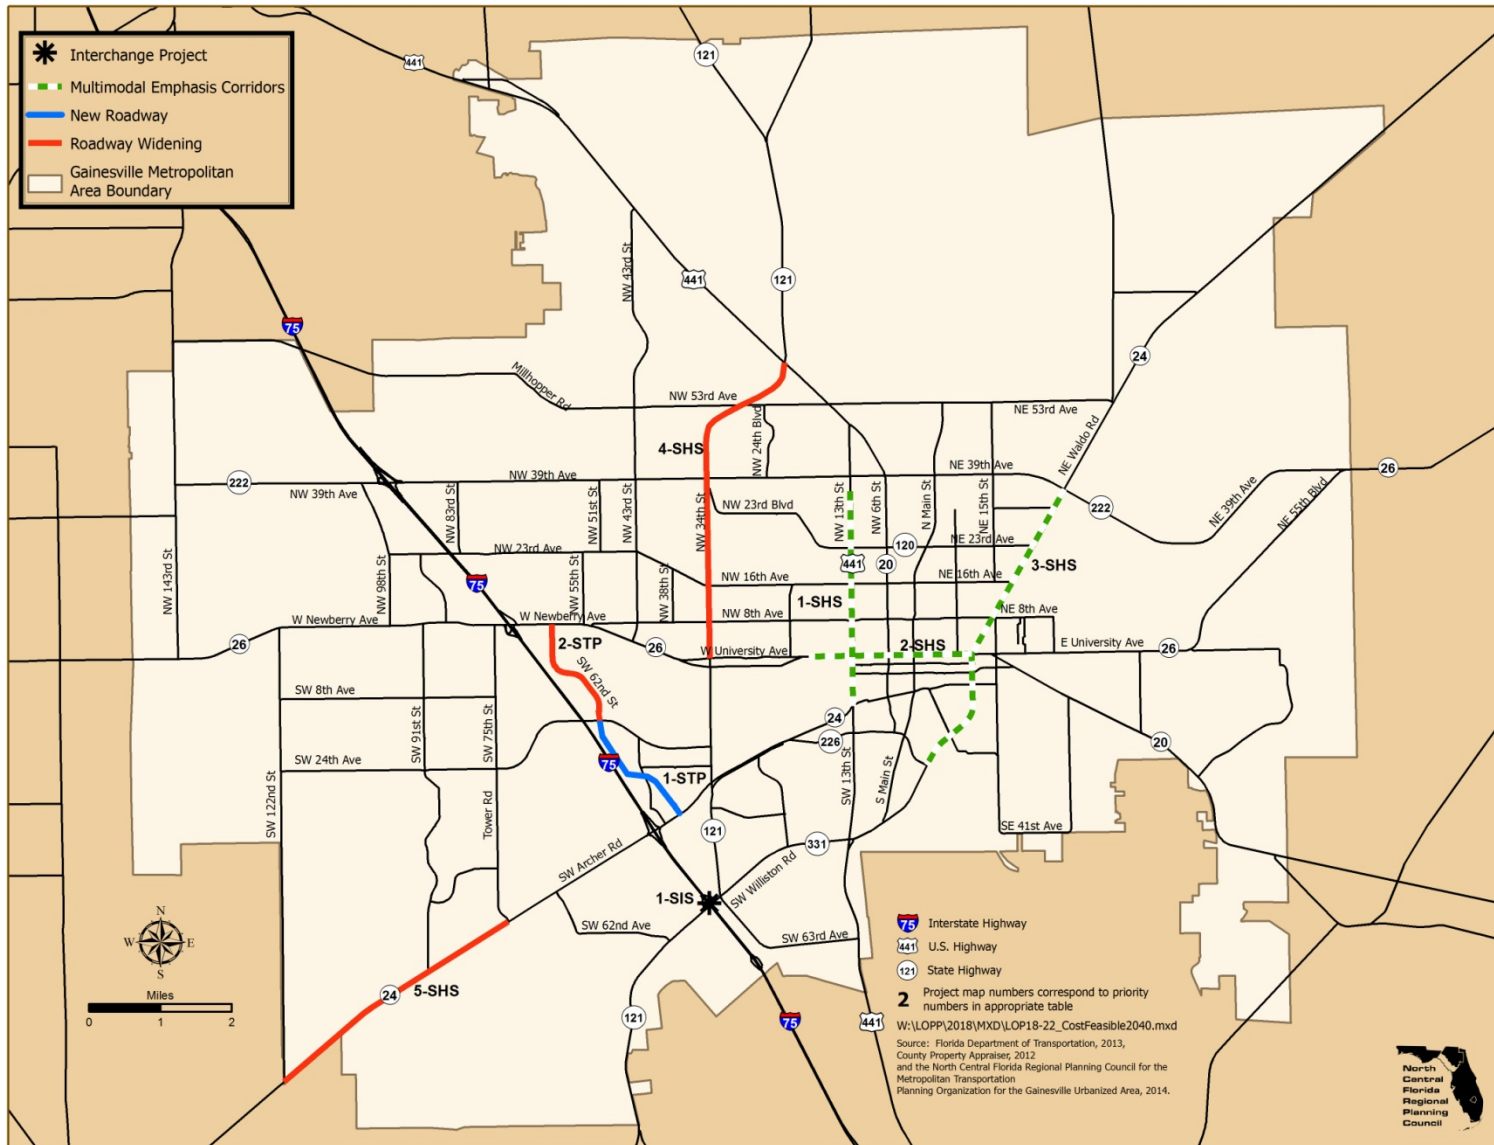 Interchange Project
Multimodal Emphasis Corridors
New Roadway
Roadway Widening
Gainesville Metropolitan
Area Boundary
441
121
441
121
NW 43rd St
75
24
Millhopper Rd
NW 53rd Ave
NE 53rd Ave
NW 24th Blvd
4-SHS
NE Waldo Rd
26
222
NW 39th Ave
NW 39th Ave
NE 39th Ave
222
NE 39th Ave
NE 55th Blvd
NW 83rd St
NW 51st St
NW 43rd St
NW 34th St
NW 23rd Blvd
NW 13th St
NW 6th St
N Main St
NE 15th St
NW 143rd St
NW 98th St
NW 23rd Ave
120
NE 23rd Ave
441
20
3-SHS
75
NW 55th St
NW 38th St
NW 16th Ave
NE 16th Ave
1-SHS
W Newberry Ave
W Newberry Ave
NW 8th Ave
NE 8th Ave
26
2-STP
26
W University Ave
2-SHS
E University Ave
26
SW 62nd St
SW 8th Ave
SW 91st St
SW 75th St
24
226
20
SW 24th Ave
75
1-STP
SW 122nd St
Tower Rd
SW 13th St
S Main St
121
SE 41st Ave
331
SW Archer Rd
SW Williston Rd
1-SIS
SW 62nd Ave
SW 63rd Ave
24
5-SHS
121
75
441
N
W E
S
Miles
0 1 2
75 Interstate Highway
441 U.S. Highway
121 State Highway
2 Project map numbers correspond to priority
numbers in appropriate table
W:\LOPP\2018\MXD\LOP18-22_CostFeasible2040.mxd
Source: Florida Department of Transportation, 2013,
County Property Appraiser, 2012
and the North Central Florida Regional Planning Council for the
Metropolitan Transportation
Planning Organization for the Gainesville Urbanized Area, 2014.
North
Central
Florida
Regional
Planning
Council